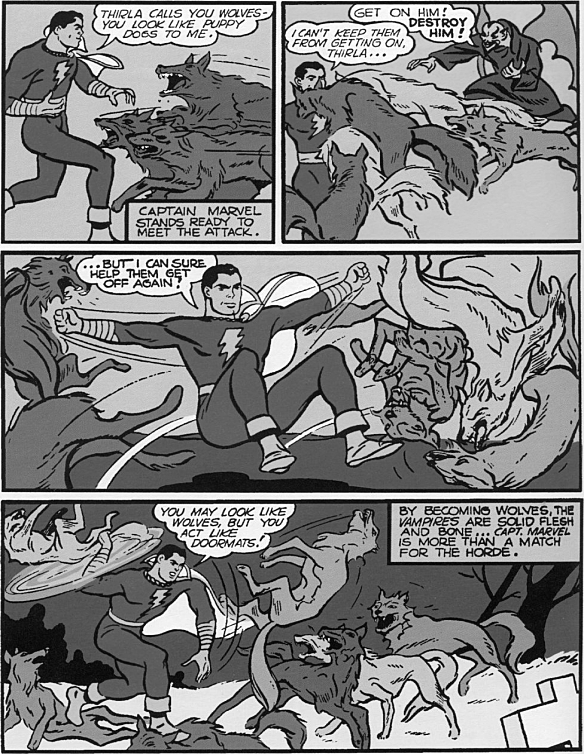 THIRLA CALLS YOU WOLVES-
YOU LOOK LIKE PUPPY
DOGS TO ME.
CAPTAIN MARVEL
STANDS READY TO
MEET THE ATTACK.
GET ON HIM!
DESTROY
HIM!
I CAN'T KEEP THEM
FROM GETTING ON,
THIRLA...
...BUT I CAN SURE
HELP THEM GET
OFF AGAIN!
YOU MAY LOOK LIKE
WOLVES, BUT YOU
ACT LIKE
DOORMATS!
BY BECOMING WOLVES, THE
VAMPIRES ARE SOLID FLESH
AND BONE... CAPT. MARVEL
IS MORE THAN A MATCH
FOR THE HORDE.